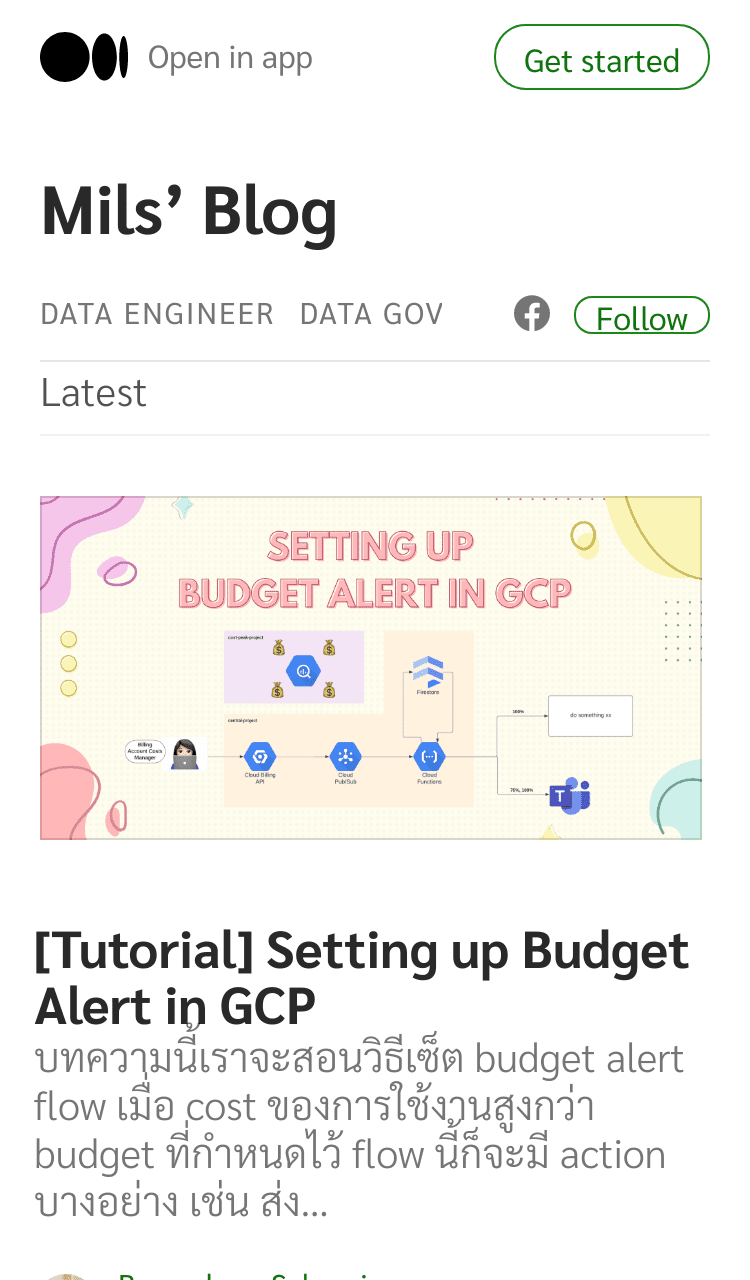 Open in app
Get started
Mils’ Blog
DATA ENGINEER DATA GOV
Follow
Latest
SETTING UP
BUDGET ALERT IN GCP
cost-peak-project
Firestore
central-project
100%
do something xx
Billing
Account Costs
Manager
Cloud Billing
API
Cloud
Pub/Sub
Cloud
Functions
75%, 100%
T
[Tutorial] Setting up Budget
Alert in GCP
บทความนี้เราจะสอนวิธีเซ็ต budget alert
flow เมื่อ cost ของการใช้งานสูงกว่า
budget ที่กำหนดไว้ flow นี้ก็จะมี action
บางอย่าง เช่น ส่ง…